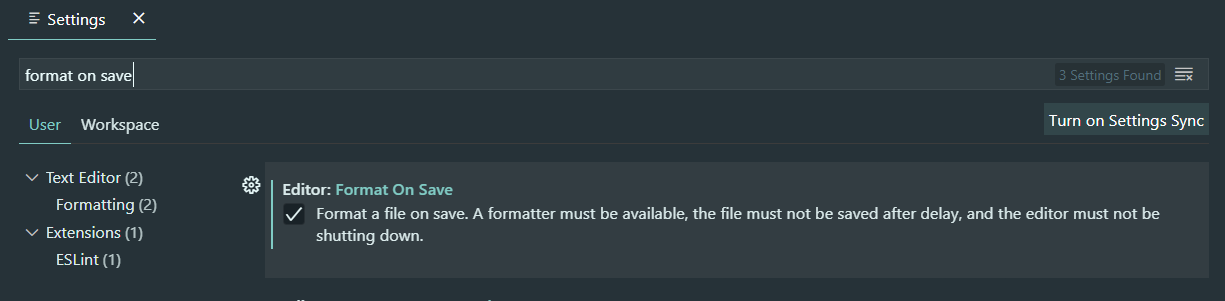 Settings
format on save
3 Settings Found
User Workspace
Turn on Settings Sync
Text Editor (2)
Formatting (2)
Extensions (1)
ESLint (1)
Editor: Format On Save
Format a file on save. A formatter must be available, the file must not be saved after delay, and the editor must not be
shutting down.